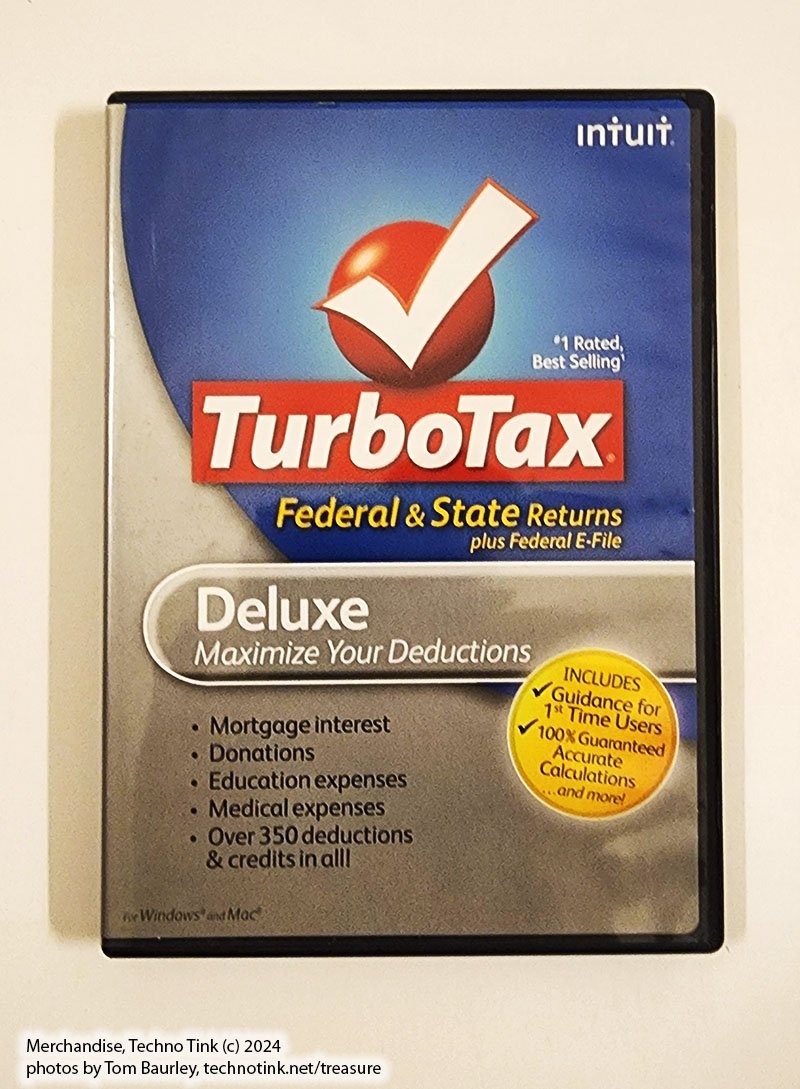 intuit
#1 Rated,
Best Selling¹
TurboTax®
Federal & State Returns
plus Federal E-File
Deluxe
Maximize Your Deductions
INCLUDES
✓Guidance for
1st Time Users
✓100% Guaranteed
Accurate
Calculations
...and more!
• Mortgage interest
• Donations
• Education expenses
• Medical expenses
• Over 350 deductions
& credits in all!
For Windows® and Mac®
Merchandise, Techno Tink (c) 2024
photos by Tom Baurley, technotink.net/treasure